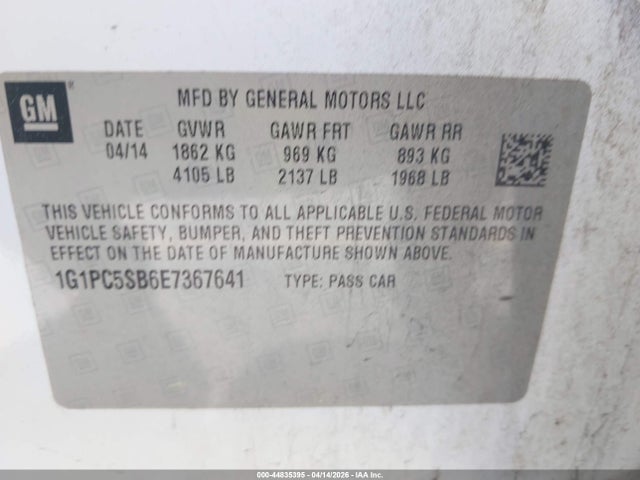 GM
MFD BY GENERAL MOTORS LLC
DATE GVWR GAWR FRT GAWR RR
04/14 1862 KG 969 KG 893 KG
4105 LB 2137 LB 1968 LB
THIS VEHICLE CONFORMS TO ALL APPLICABLE U.S. FEDERAL MOTOR
VEHICLE SAFETY, BUMPER, AND THEFT PREVENTION STANDARDS IN
EFFECT ON THE DATE OF MANUFACTURE SHOWN ABOVE.
1G1PC5SB6E7367641 TYPE: PASS CAR
000-44835395 - 04/14/2026 - IAA Inc.